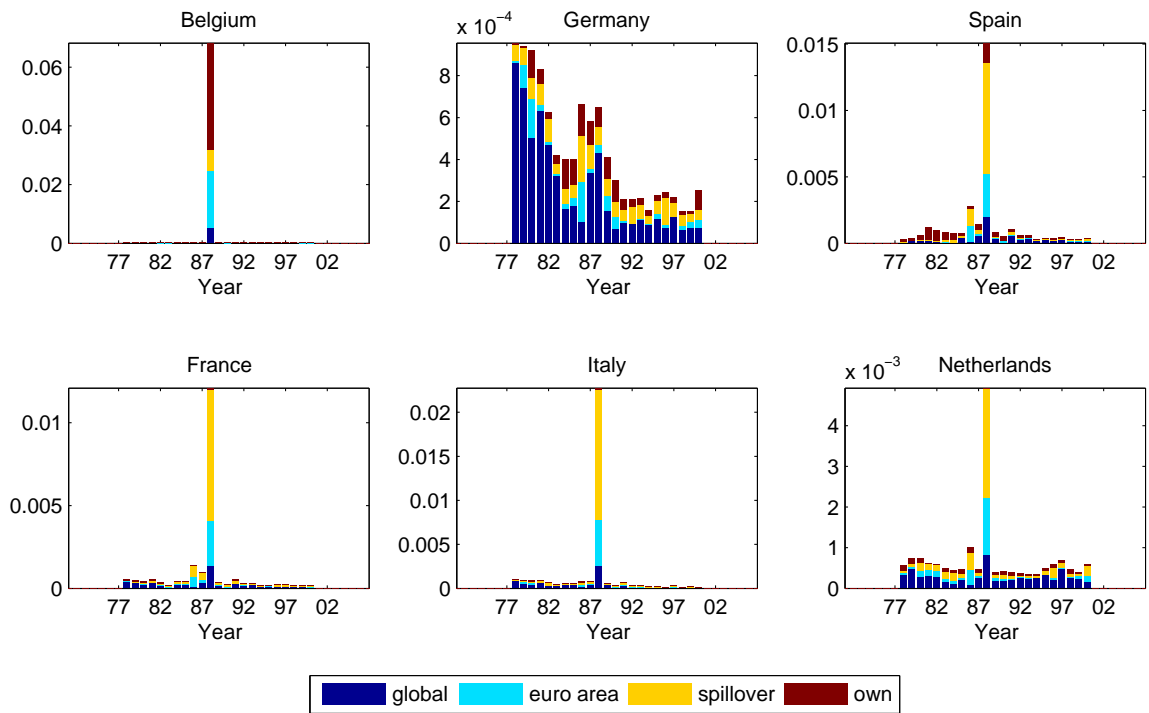 Belgium
0.06
0.04
0.02
0
77 82 87 92 97 02
Year
Germany
x 10⁻⁴
8
6
4
2
0
77 82 87 92 97 02
Year
Spain
0.015
0.01
0.005
0
77 82 87 92 97 02
Year
France
0.01
0.005
0
77 82 87 92 97 02
Year
Italy
0.02
0.015
0.01
0.005
0
77 82 87 92 97 02
Year
Netherlands
x 10⁻³
4
3
2
1
0
77 82 87 92 97 02
Year
global euro area spillover own